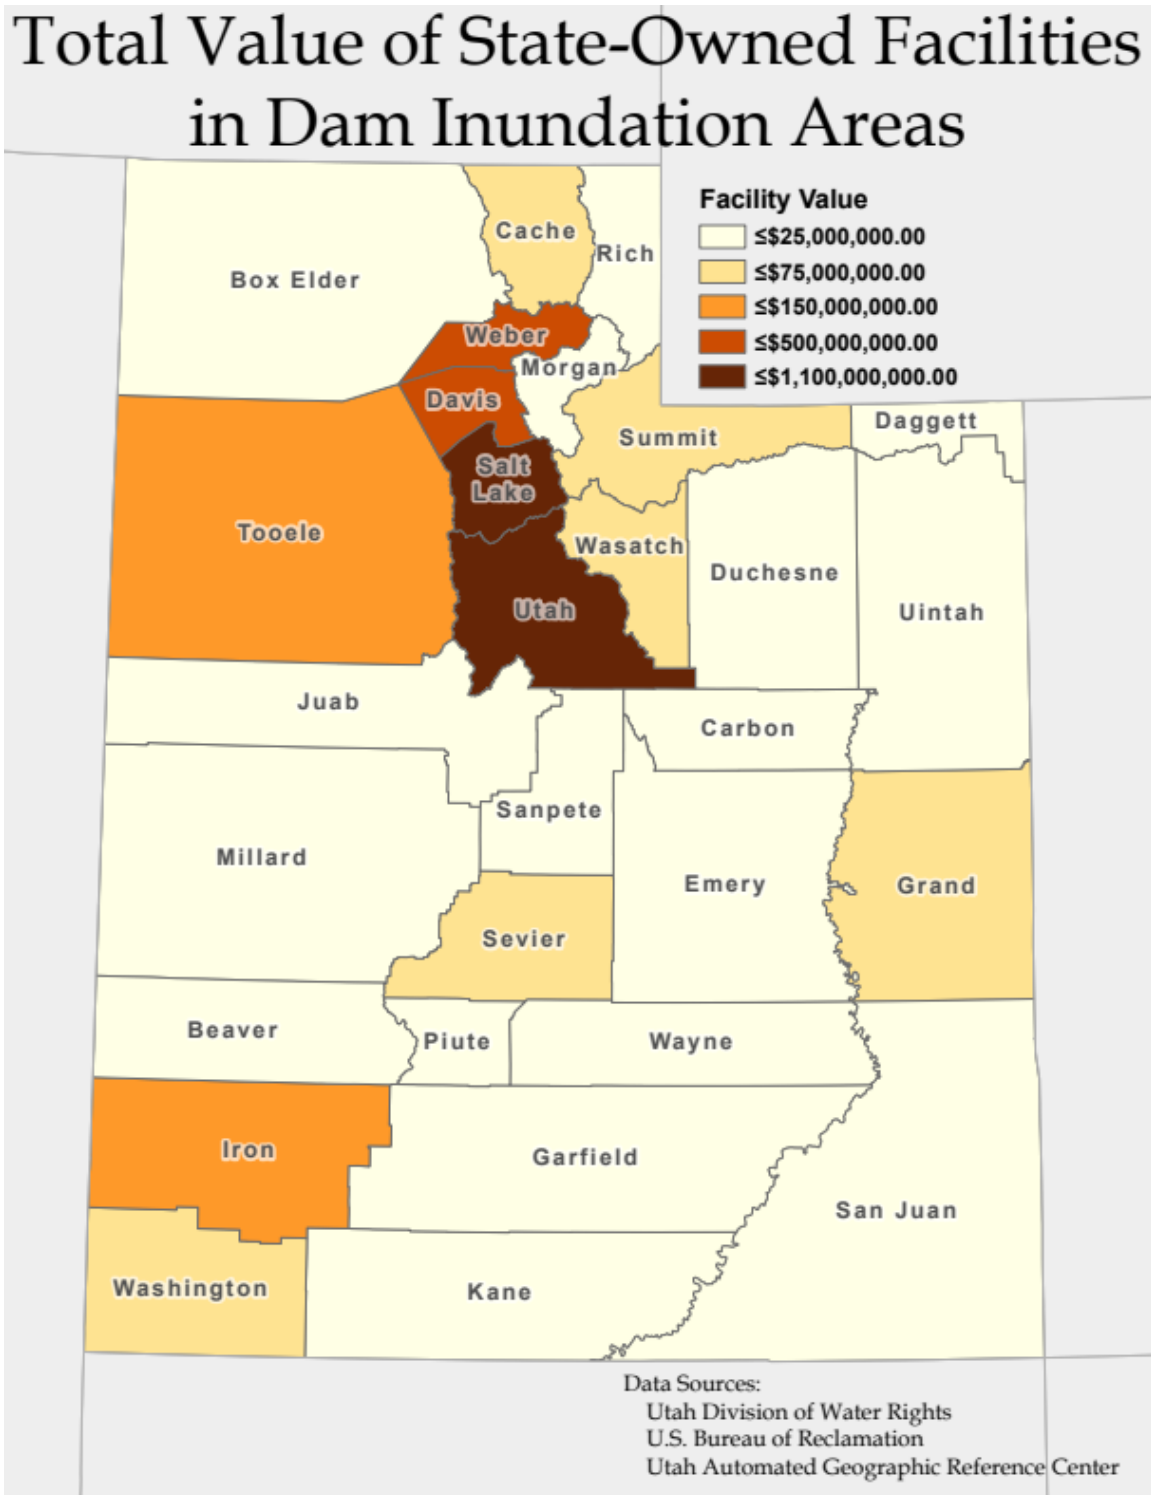 Total Value of State-Owned Facilities
in Dam Inundation Areas
Facility Value
≤$25,000,000.00
≤$75,000,000.00
≤$150,000,000.00
≤$500,000,000.00
≤$1,100,000,000.00
Cache
Rich
Box Elder
Weber
Morgan
Davis
Daggett
Summit
Salt
Lake
Tooele
Wasatch
Duchesne
Utah
Uintah
Juab
Carbon
Sanpete
Millard
Emery
Grand
Sevier
Beaver
Piute
Wayne
Iron
Garfield
San Juan
Washington
Kane
Data Sources:
Utah Division of Water Rights
U.S. Bureau of Reclamation
Utah Automated Geographic Reference Center